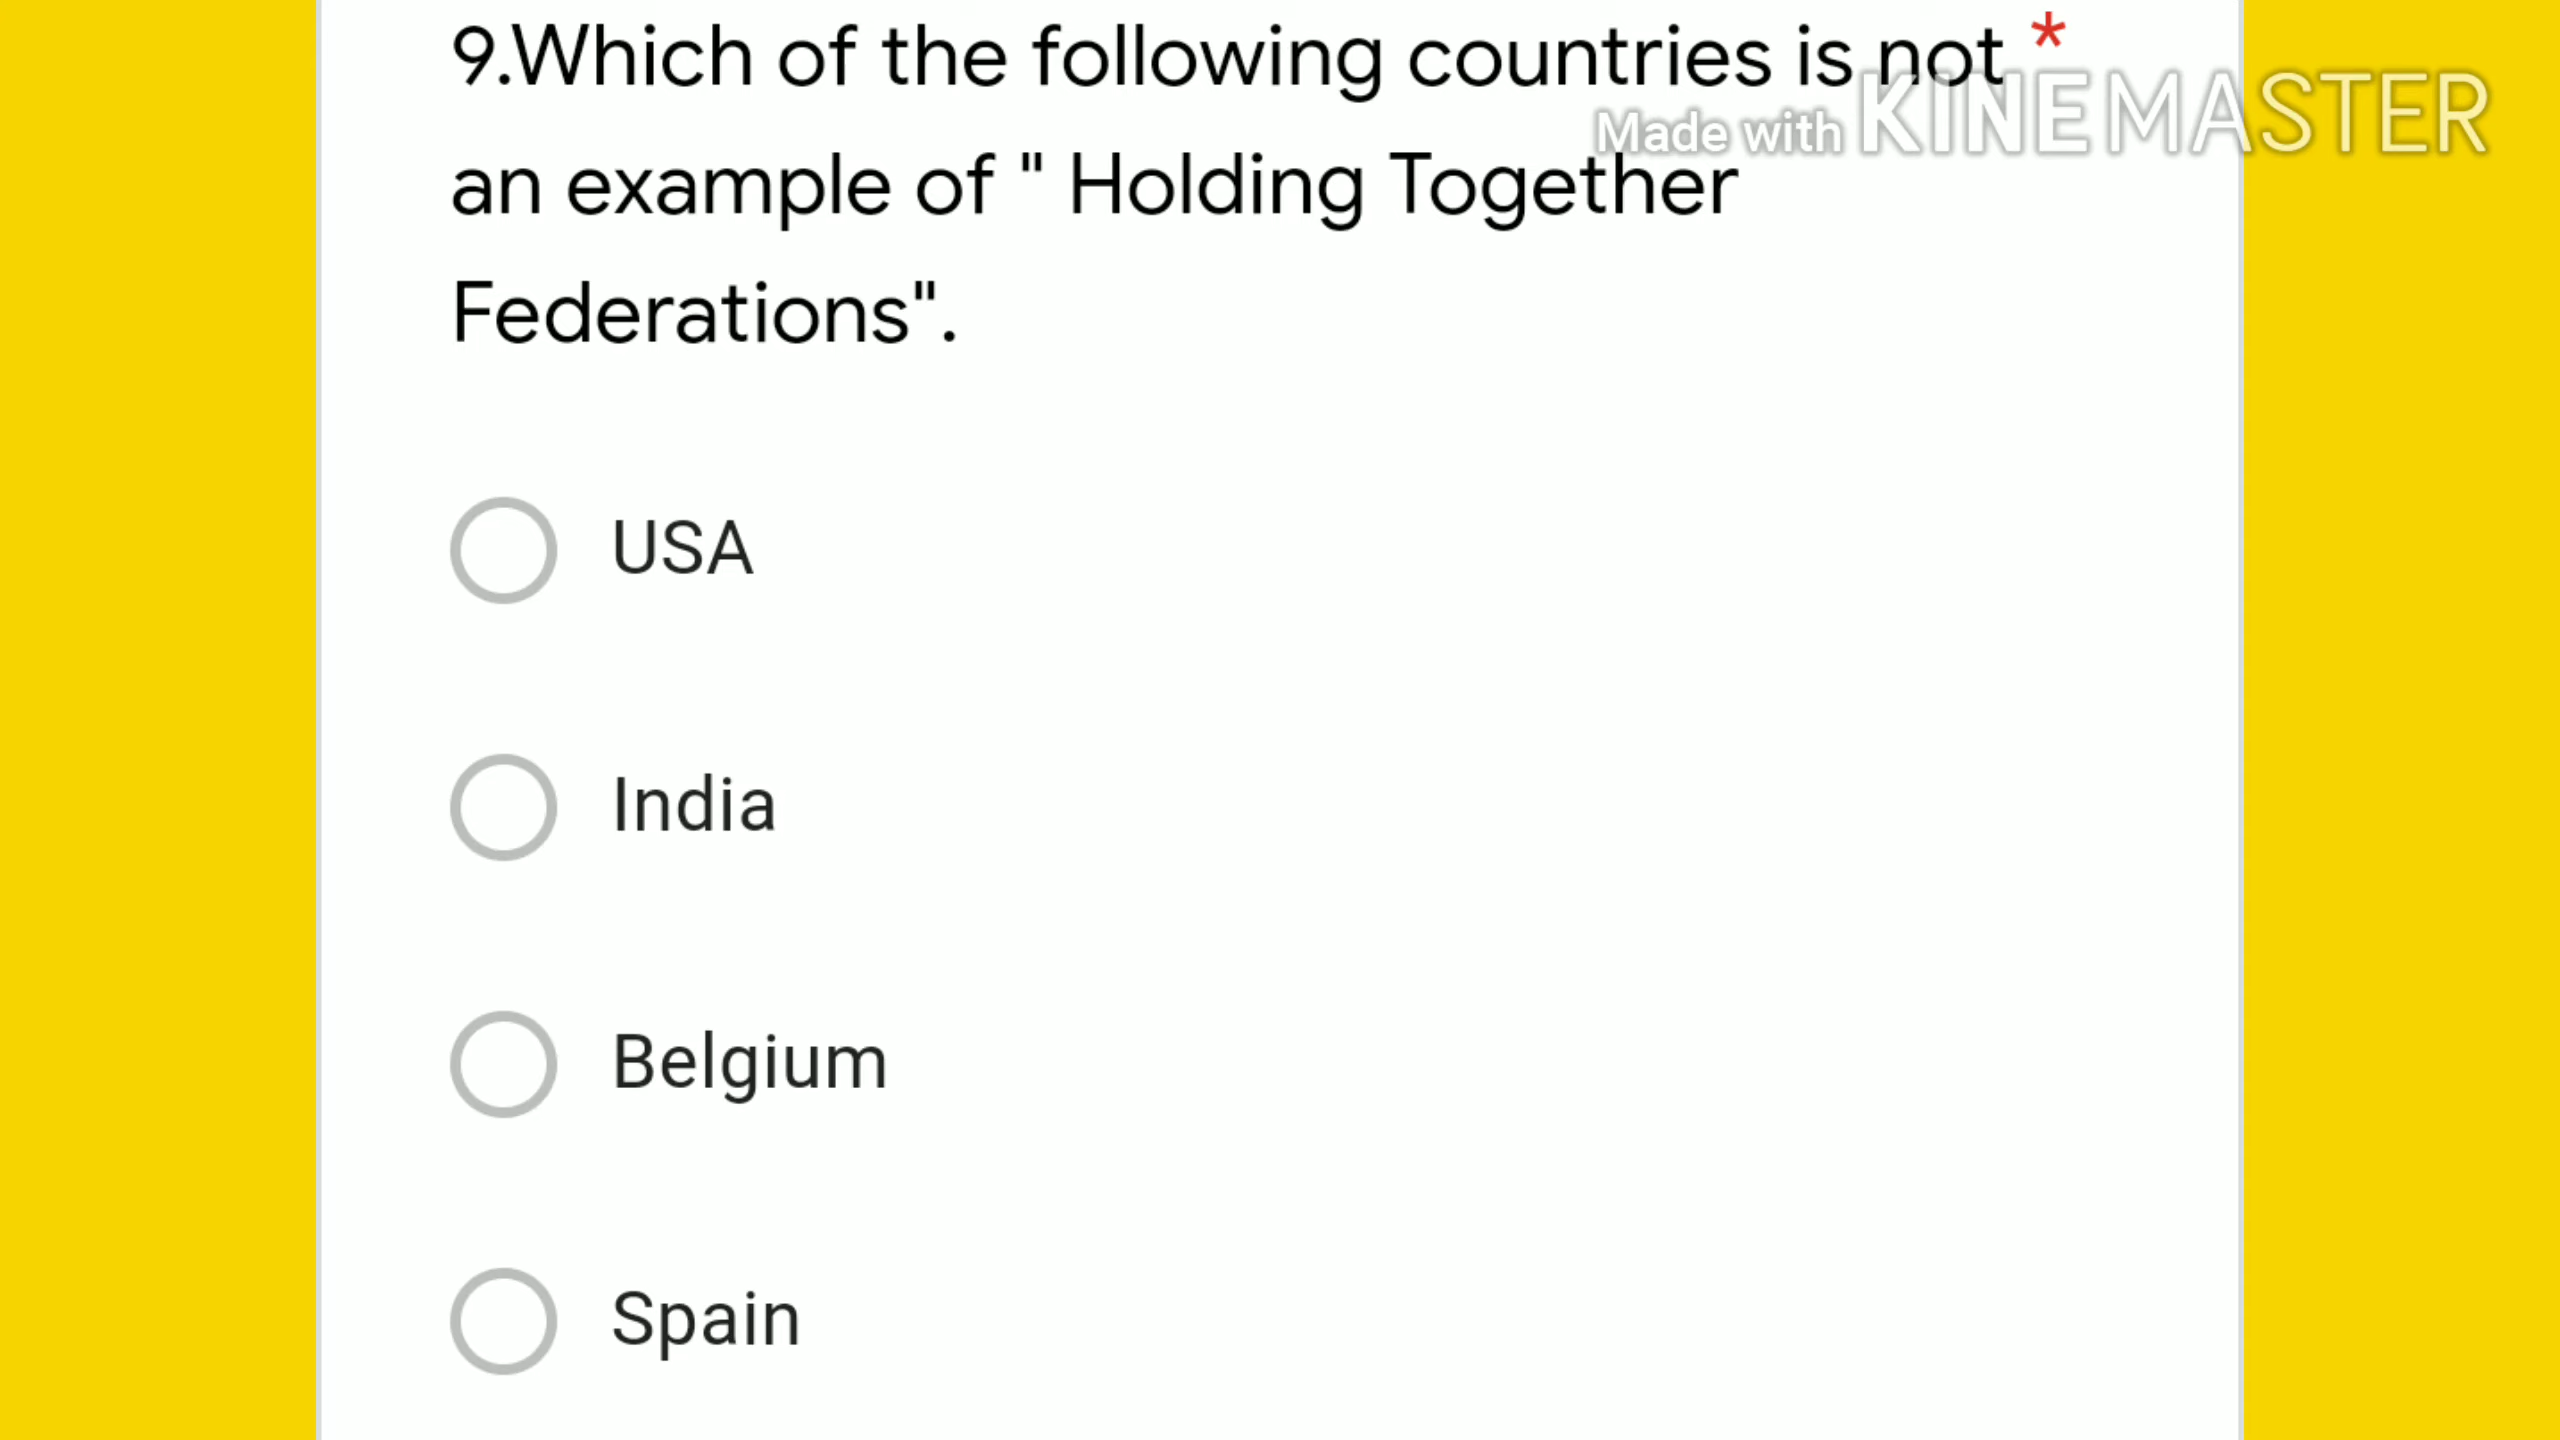 9.Which of the following countries is not *
Made with KINEMASTER
an example of " Holding Together
Federations".
USA
India
Belgium
Spain